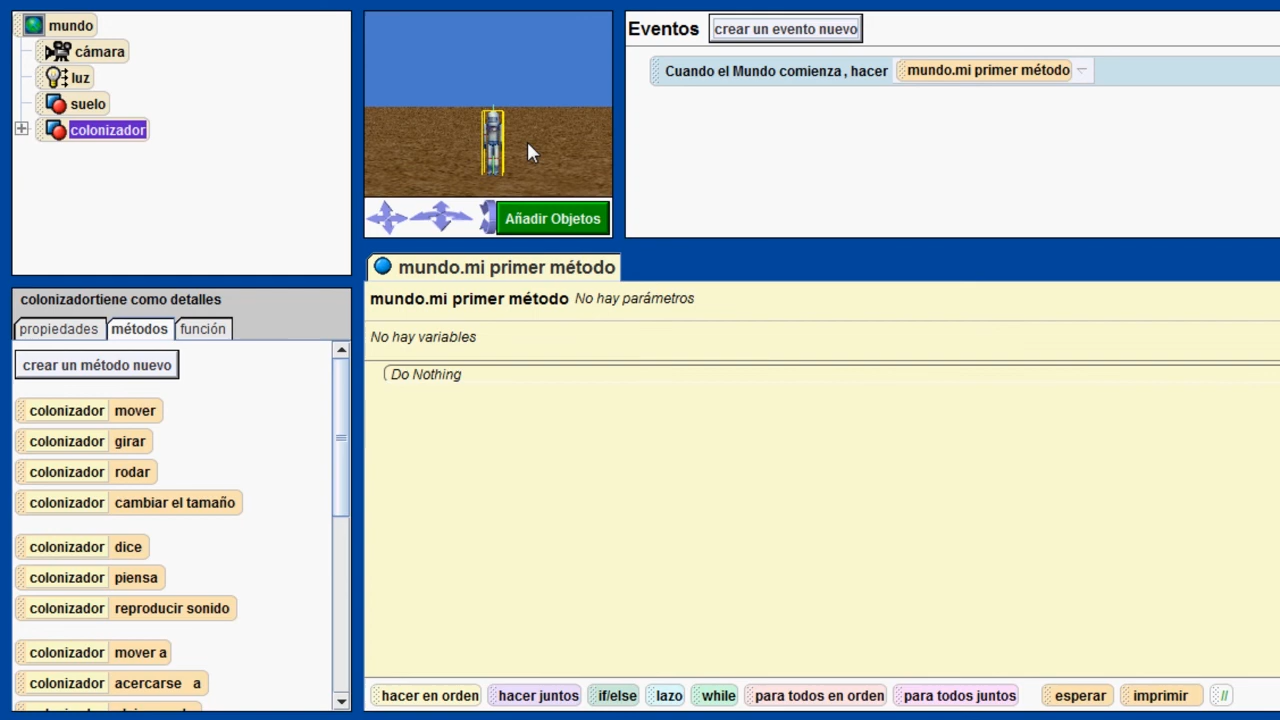 mundo
cámara
luz
suelo
colonizador
Añadir Objetos
Eventos crear un evento nuevo
Cuando el Mundo comienza, hacer mundo.mi primer método
colonizadortiene como detalles
propiedades métodos función
crear un método nuevo
colonizador mover
colonizador girar
colonizador rodar
colonizador cambiar el tamaño
colonizador dice
colonizador piensa
colonizador reproducir sonido
colonizador mover a
colonizador acercarse a
mundo.mi primer método
mundo.mi primer método No hay parámetros
No hay variables
Do Nothing
hacer en orden hacer juntos if/else lazo while para todos en orden para todos juntos esperar imprimir //